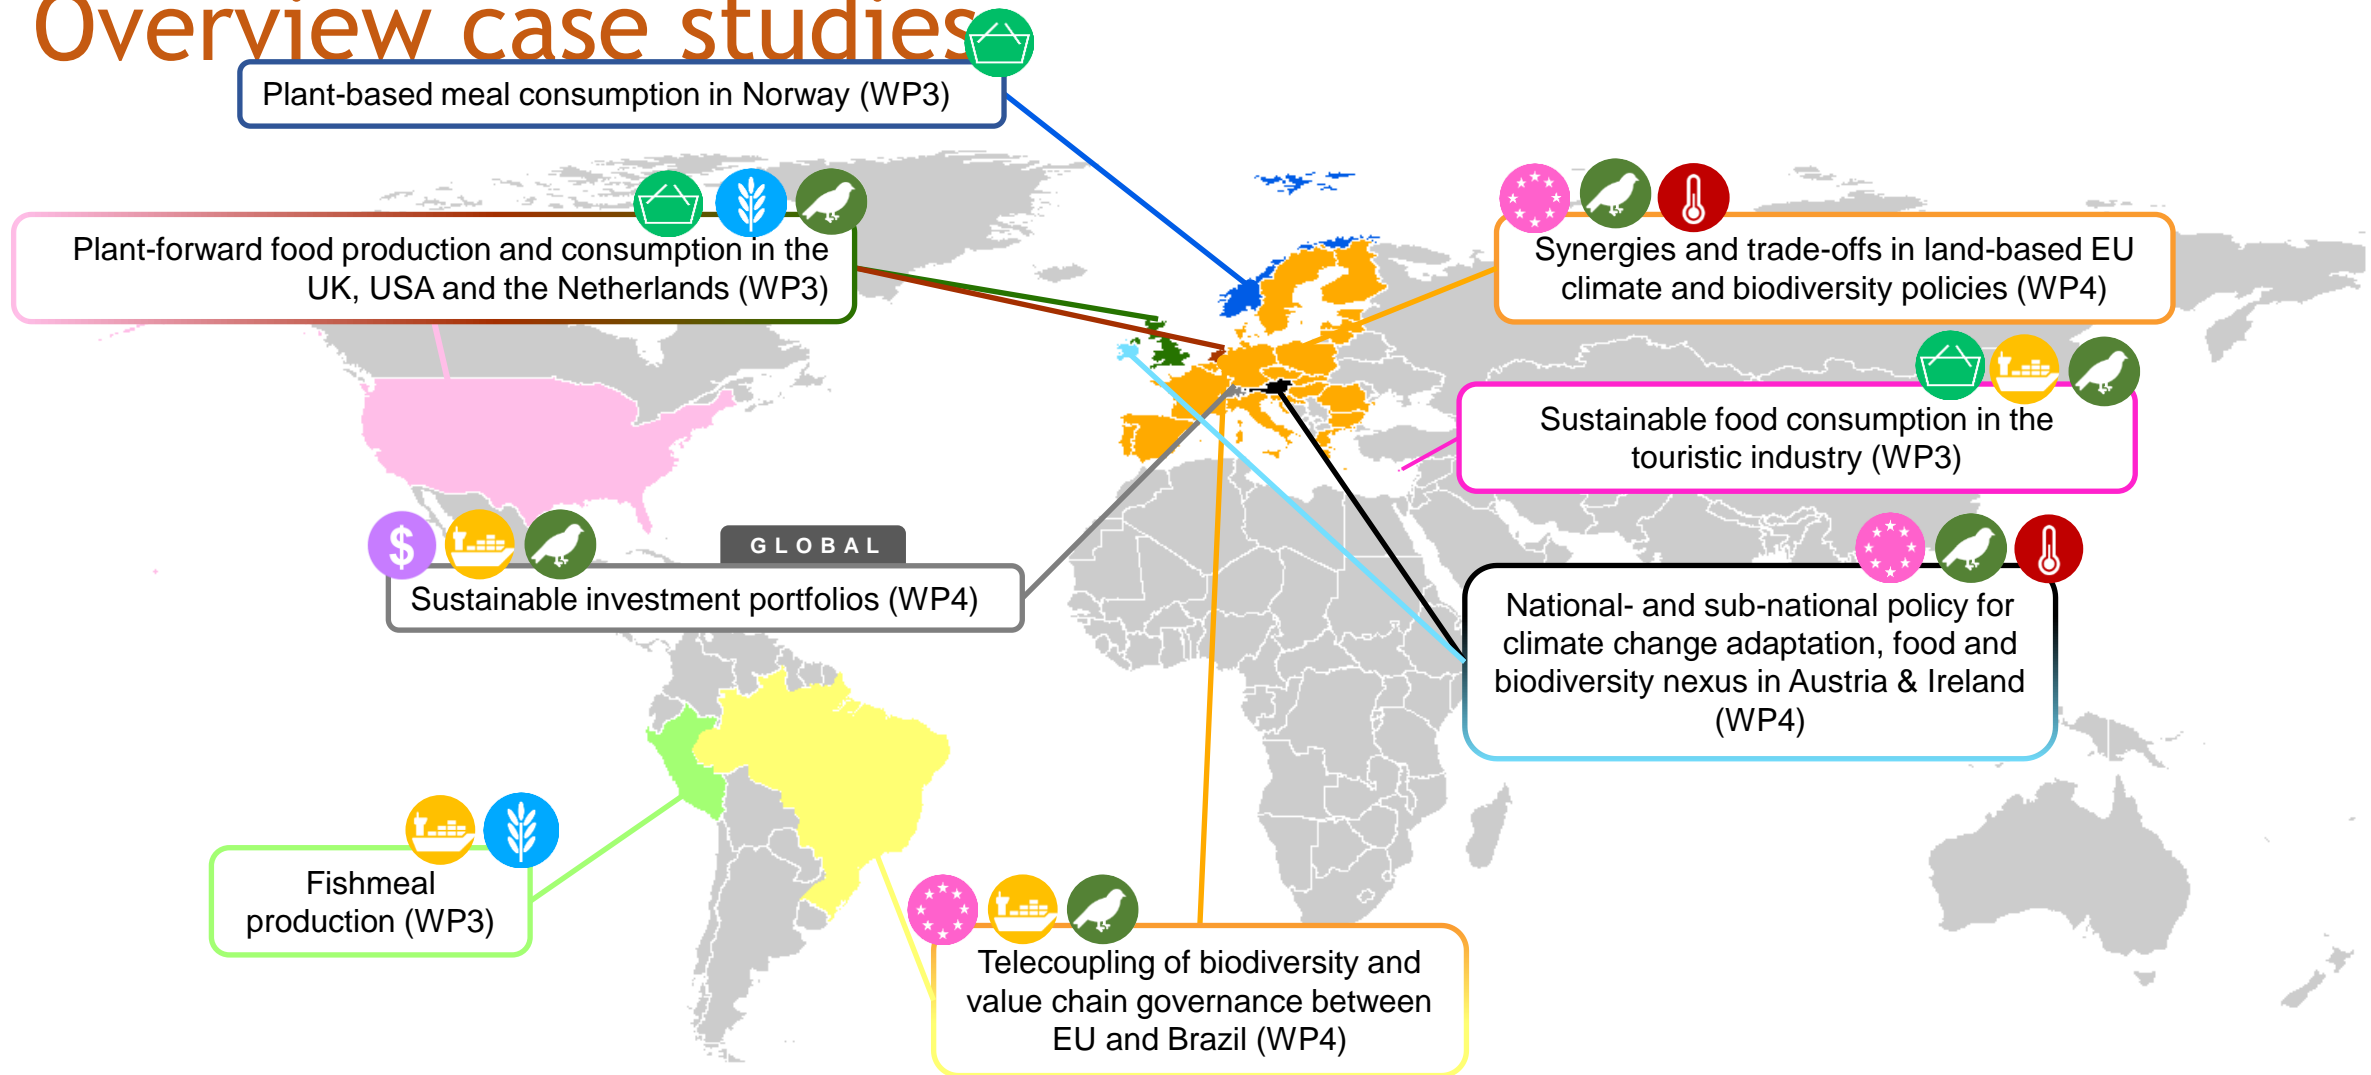 Overview case studies
Plant-based meal consumption in Norway (WP3)
Plant-forward food production and consumption in the
UK, USA and the Netherlands (WP3)
Synergies and trade-offs in land-based EU
climate and biodiversity policies (WP4)
Sustainable food consumption in the
touristic industry (WP3)
$
GLOBAL
Sustainable investment portfolios (WP4)
National- and sub-national policy for
climate change adaptation, food and
biodiversity nexus in Austria & Ireland
(WP4)
Fishmeal
production (WP3)
Telecoupling of biodiversity and
value chain governance between
EU and Brazil (WP4)